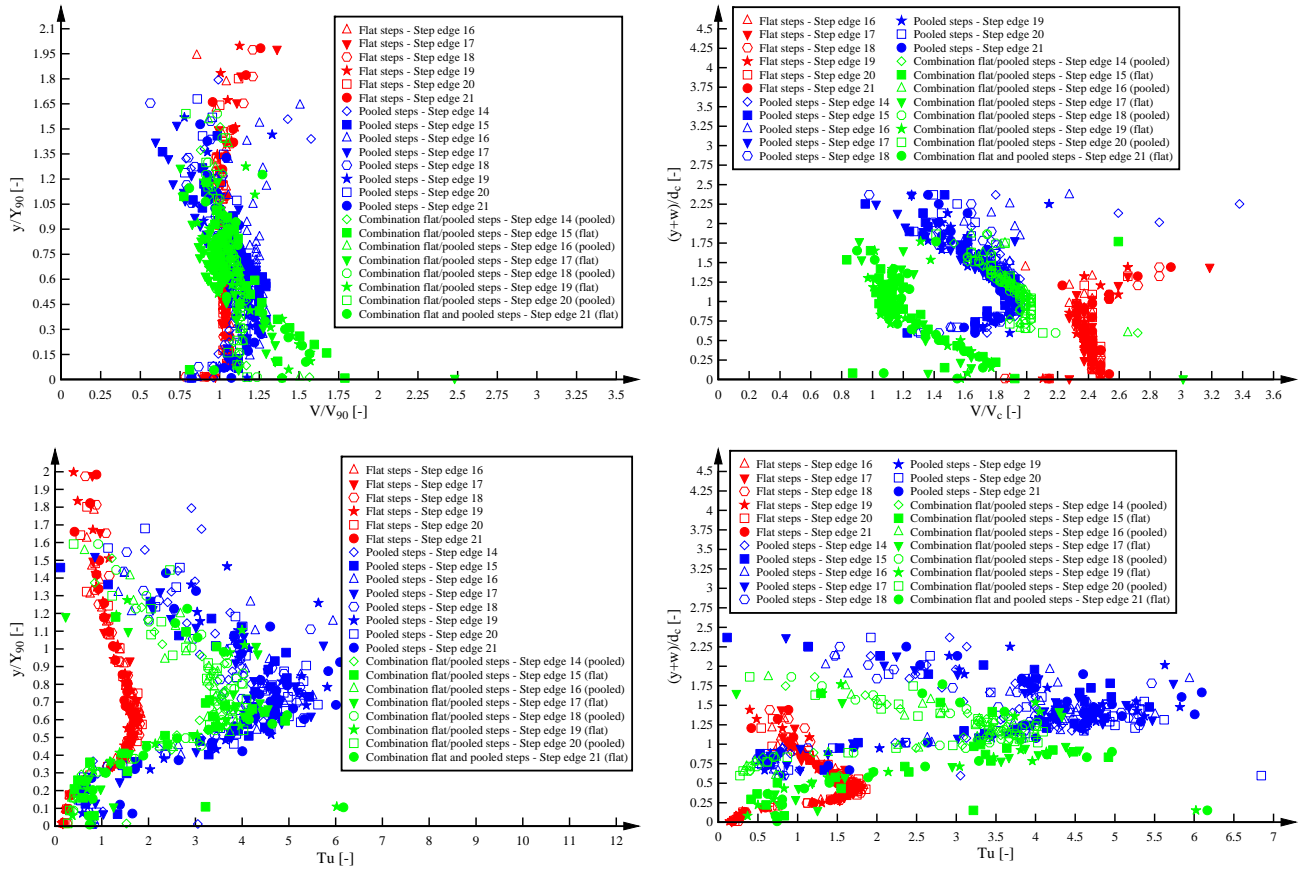 2.1
1.95
1.8
1.65
1.5
1.35
1.2
1.05
0.9
0.75
0.6
0.45
0.3
0.15
0
y/Y90 [-]
0 0.25 0.5 0.75 1 1.25 1.5 1.75 2 2.25 2.5 2.75 3 3.25 3.5
V/V90 [-]
Flat steps - Step edge 16
Flat steps - Step edge 17
Flat steps - Step edge 18
Flat steps - Step edge 19
Flat steps - Step edge 20
Flat steps - Step edge 21
Pooled steps - Step edge 14
Pooled steps - Step edge 15
Pooled steps - Step edge 16
Pooled steps - Step edge 17
Pooled steps - Step edge 18
Pooled steps - Step edge 19
Pooled steps - Step edge 20
Pooled steps - Step edge 21
Combination flat/pooled steps - Step edge 14 (pooled)
Combination flat/pooled steps - Step edge 15 (flat)
Combination flat/pooled steps - Step edge 16 (pooled)
Combination flat/pooled steps - Step edge 17 (flat)
Combination flat/pooled steps - Step edge 18 (pooled)
Combination flat/pooled steps - Step edge 19 (flat)
Combination flat/pooled steps - Step edge 20 (pooled)
Combination flat and pooled steps - Step edge 21 (flat)
4.5
4.25
4
3.75
3.5
3.25
3
2.75
2.5
2.25
2
1.75
1.5
1.25
1
0.75
0.5
0.25
0
(y+w)/dc [-]
0 0.2 0.4 0.6 0.8 1 1.2 1.4 1.6 1.8 2 2.2 2.4 2.6 2.8 3 3.2 3.4 3.6
V/Vc [-]
Flat steps - Step edge 16
Flat steps - Step edge 17
Flat steps - Step edge 18
Flat steps - Step edge 19
Flat steps - Step edge 20
Flat steps - Step edge 21
Pooled steps - Step edge 14
Pooled steps - Step edge 15
Pooled steps - Step edge 16
Pooled steps - Step edge 17
Pooled steps - Step edge 18
Pooled steps - Step edge 19
Pooled steps - Step edge 20
Pooled steps - Step edge 21
Combination flat/pooled steps - Step edge 14 (pooled)
Combination flat/pooled steps - Step edge 15 (flat)
Combination flat/pooled steps - Step edge 16 (pooled)
Combination flat/pooled steps - Step edge 17 (flat)
Combination flat/pooled steps - Step edge 18 (pooled)
Combination flat/pooled steps - Step edge 19 (flat)
Combination flat/pooled steps - Step edge 20 (pooled)
Combination flat and pooled steps - Step edge 21 (flat)
2
1.9
1.8
1.7
1.6
1.5
1.4
1.3
1.2
1.1
1
0.9
0.8
0.7
0.6
0.5
0.4
0.3
0.2
0.1
0
y/Y90 [-]
0 1 2 3 4 5 6 7 8 9 10 11 12
Tu [-]
Flat steps - Step edge 16
Flat steps - Step edge 17
Flat steps - Step edge 18
Flat steps - Step edge 19
Flat steps - Step edge 20
Flat steps - Step edge 21
Pooled steps - Step edge 14
Pooled steps - Step edge 15
Pooled steps - Step edge 16
Pooled steps - Step edge 17
Pooled steps - Step edge 18
Pooled steps - Step edge 19
Pooled steps - Step edge 20
Pooled steps - Step edge 21
Combination flat/pooled steps - Step edge 14 (pooled)
Combination flat/pooled steps - Step edge 15 (flat)
Combination flat/pooled steps - Step edge 16 (pooled)
Combination flat/pooled steps - Step edge 17 (flat)
Combination flat/pooled steps - Step edge 18 (pooled)
Combination flat/pooled steps - Step edge 19 (flat)
Combination flat/pooled steps - Step edge 20 (pooled)
Combination flat and pooled steps - Step edge 21 (flat)
4.5
4.25
4
3.75
3.5
3.25
3
2.75
2.5
2.25
2
1.75
1.5
1.25
1
0.75
0.5
0.25
0
(y+w)/dc [-]
0 0.5 1 1.5 2 2.5 3 3.5 4 4.5 5 5.5 6 6.5 7
Tu [-]
Flat steps - Step edge 16
Flat steps - Step edge 17
Flat steps - Step edge 18
Flat steps - Step edge 19
Flat steps - Step edge 20
Flat steps - Step edge 21
Pooled steps - Step edge 14
Pooled steps - Step edge 15
Pooled steps - Step edge 16
Pooled steps - Step edge 17
Pooled steps - Step edge 18
Pooled steps - Step edge 19
Pooled steps - Step edge 20
Pooled steps - Step edge 21
Combination flat/pooled steps - Step edge 14 (pooled)
Combination flat/pooled steps - Step edge 15 (flat)
Combination flat/pooled steps - Step edge 16 (pooled)
Combination flat/pooled steps - Step edge 17 (flat)
Combination flat/pooled steps - Step edge 18 (pooled)
Combination flat/pooled steps - Step edge 19 (flat)
Combination flat/pooled steps - Step edge 20 (pooled)
Combination flat and pooled steps - Step edge 21 (flat)